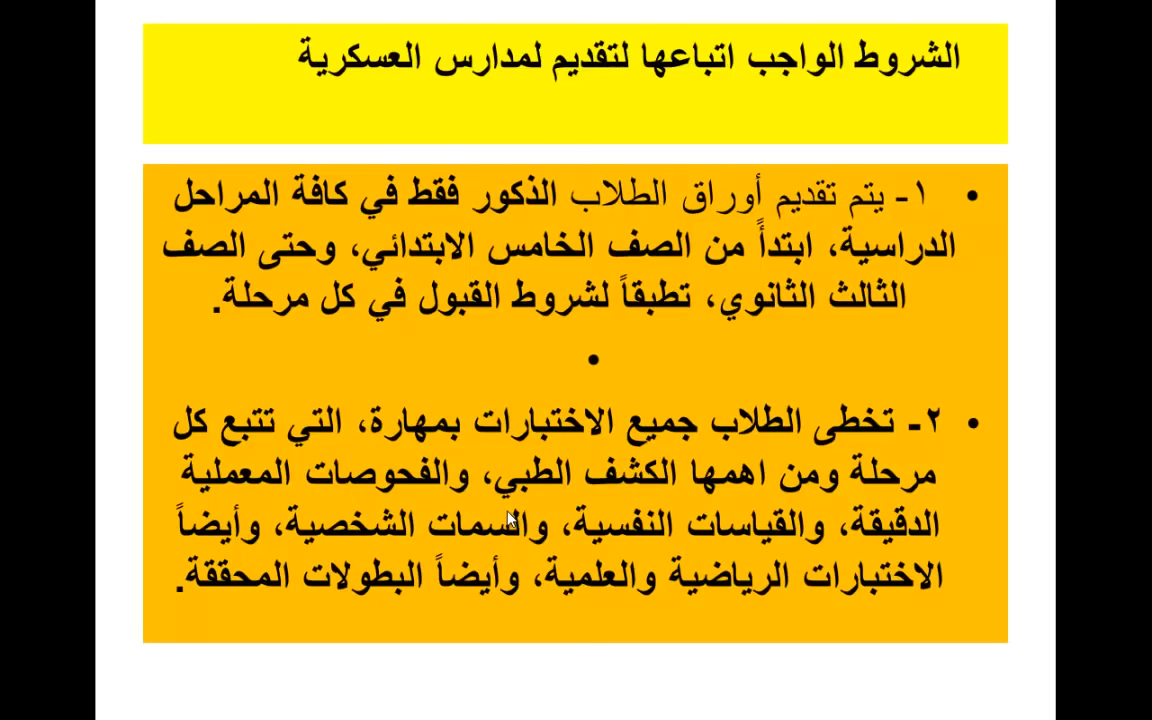 الشروط الواجب اتباعها لتقديم لمدارس العسكرية
• ١- يتم تقديم أوراق الطلاب الذكور فقط في كافة المراحل
الدراسية، ابتدأً من الصف الخامس الابتدائي، وحتى الصف
الثالث الثانوي، تطبقاً لشروط القبول في كل مرحلة.
•
• ٢- تخطى الطلاب جميع الاختبارات بمهارة، التي تتبع كل
مرحلة ومن اهمها الكشف الطبي، والفحوصات المعملية
الدقيقة، والقياسات النفسية، والسمات الشخصية، وأيضاً
الاختبارات الرياضية والعلمية، وأيضاً البطولات المحققة.